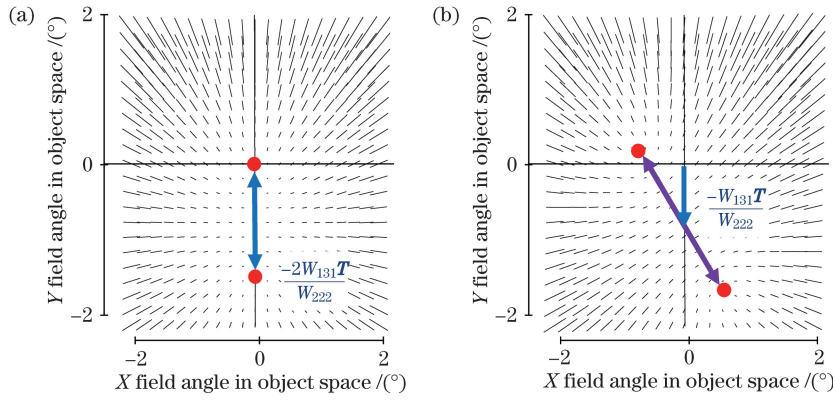 (a)
2
0
−2
Y field angle in object space /(°)
−2W₁₃₁T
W₂₂₂
−2
0
2
X field angle in object space /(°)
(b)
2
0
−2
Y field angle in object space /(°)
−W₁₃₁T
W₂₂₂
−2
0
2
X field angle in object space /(°)